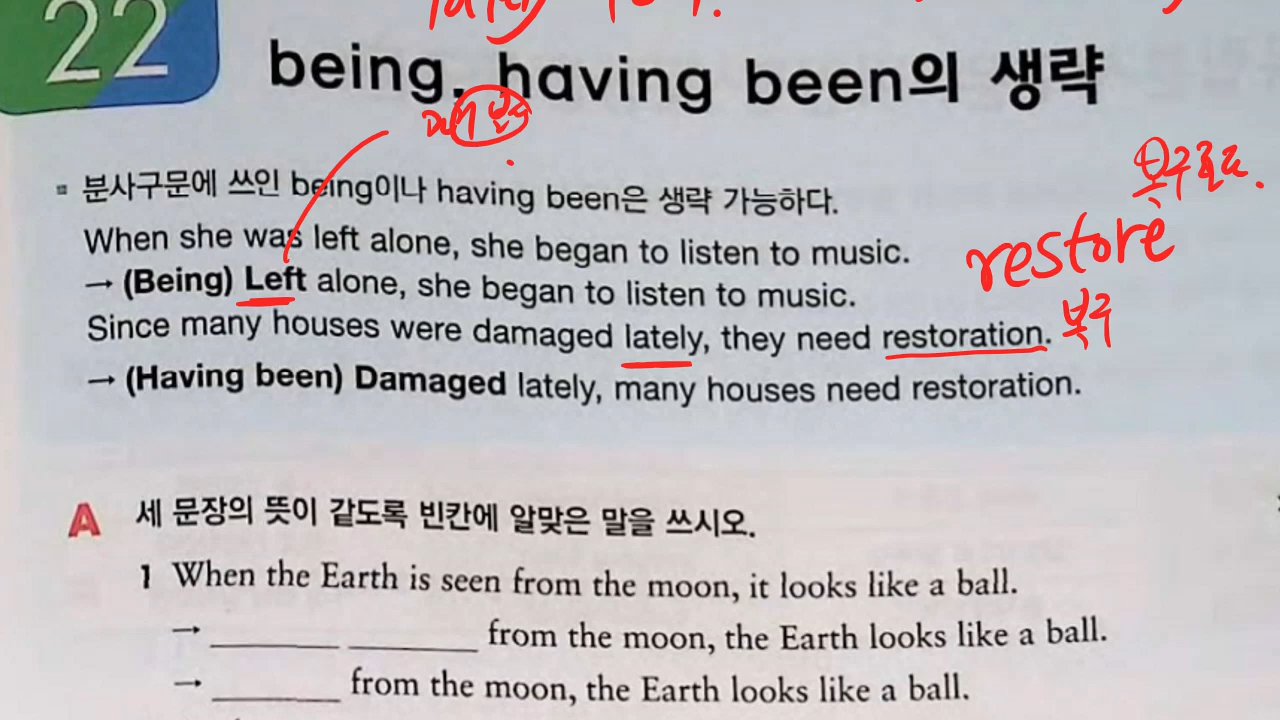 lately
22
being, having been의 생략
분사구문에 쓰인 being이나 having been은 생략 가능하다.
복구료.
When she was left alone, she began to listen to music.
restore
→ (Being) Left alone, she began to listen to music.
Since many houses were damaged lately, they need restoration.
복구
→ (Having been) Damaged lately, many houses need restoration.
A 세 문장의 뜻이 같도록 빈칸에 알맞은 말을 쓰시오.
1 When the Earth is seen from the moon, it looks like a ball.
→ ________ ________ from the moon, the Earth looks like a ball.
→ ________ from the moon, the Earth looks like a ball.